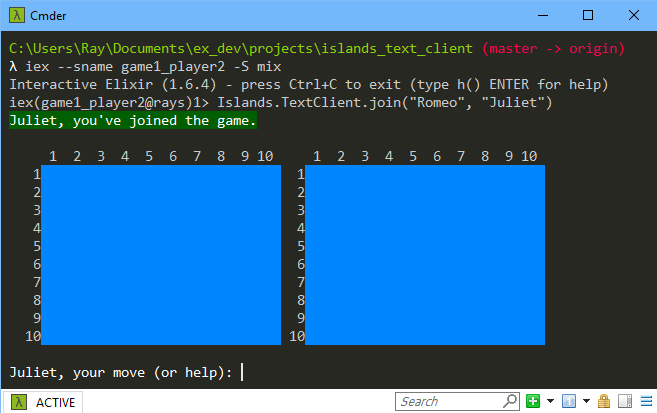 Cmder
C:\Users\Ray\Documents\ex_dev\projects\islands_text_client (master -> origin)
λ iex --sname game1_player2 -S mix
Interactive Elixir (1.6.4) - press Ctrl+C to exit (type h() ENTER for help)
iex(game1_player2@rays)1> Islands.TextClient.join("Romeo", "Juliet")
Juliet, you've joined the game.
1 2 3 4 5 6 7 8 9 10 1 2 3 4 5 6 7 8 9 10
1 1
2 2
3 3
4 4
5 5
6 6
7 7
8 8
9 9
10 10
Juliet, your move (or help):
λ ACTIVE Search